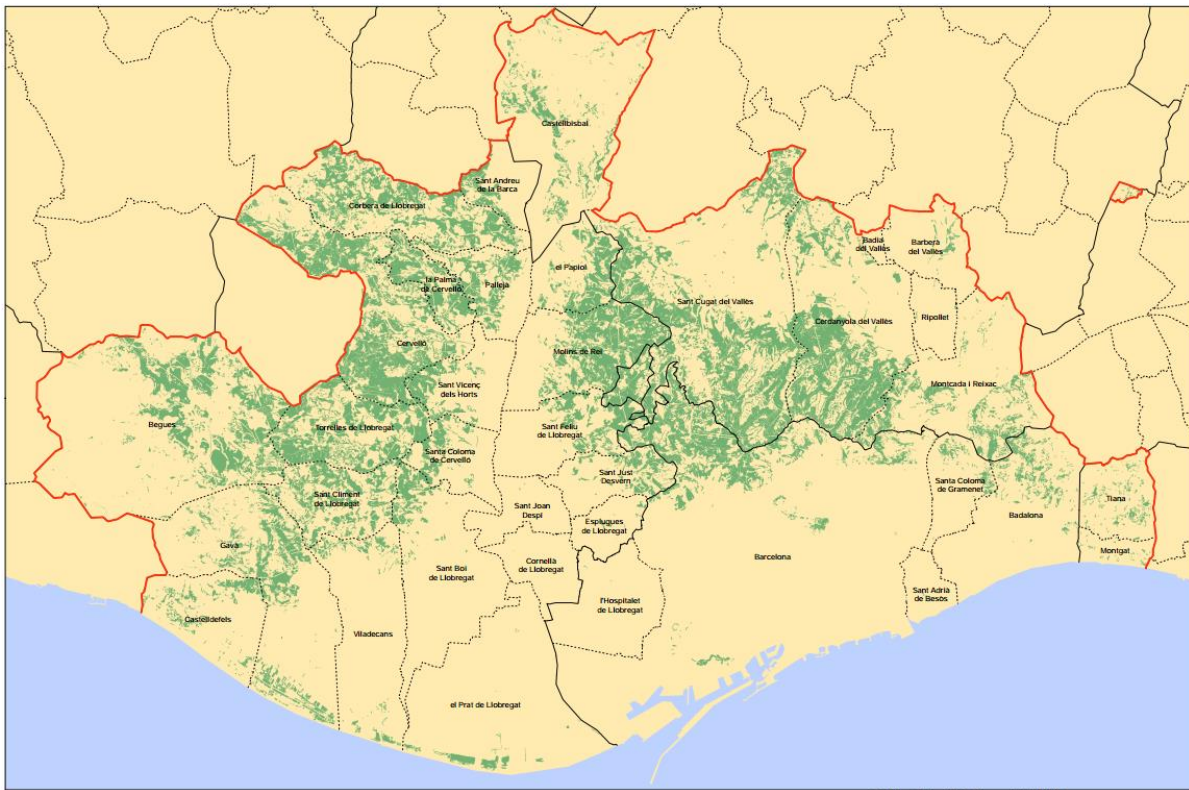 Castellbisbal
Sant Andreu
de la Barca
Corbera de Llobregat
Badia
del Vallès
Barberà
del Vallès
el Papiol
la Palma
de Cervelló
Pallejà
Sant Cugat del Vallès
Cerdanyola del Vallès
Ripollet
Cervelló
Molins de Rei
Sant Vicenç
dels Horts
Montcada i Reixac
Begues
Torrelles de Llobregat
Sant Feliu
de Llobregat
Santa Coloma
de Cervelló
Sant Just
Desvern
Santa Coloma
de Gramenet
Sant Climent
de Llobregat
Tiana
Sant Joan
Despí
Badalona
Esplugues
de Llobregat
Gavà
Montgat
Barcelona
Sant Boi
de Llobregat
Cornellà
de Llobregat
Sant Adrià
de Besòs
l'Hospitalet
de Llobregat
Castelldefels
Viladecans
el Prat de Llobregat